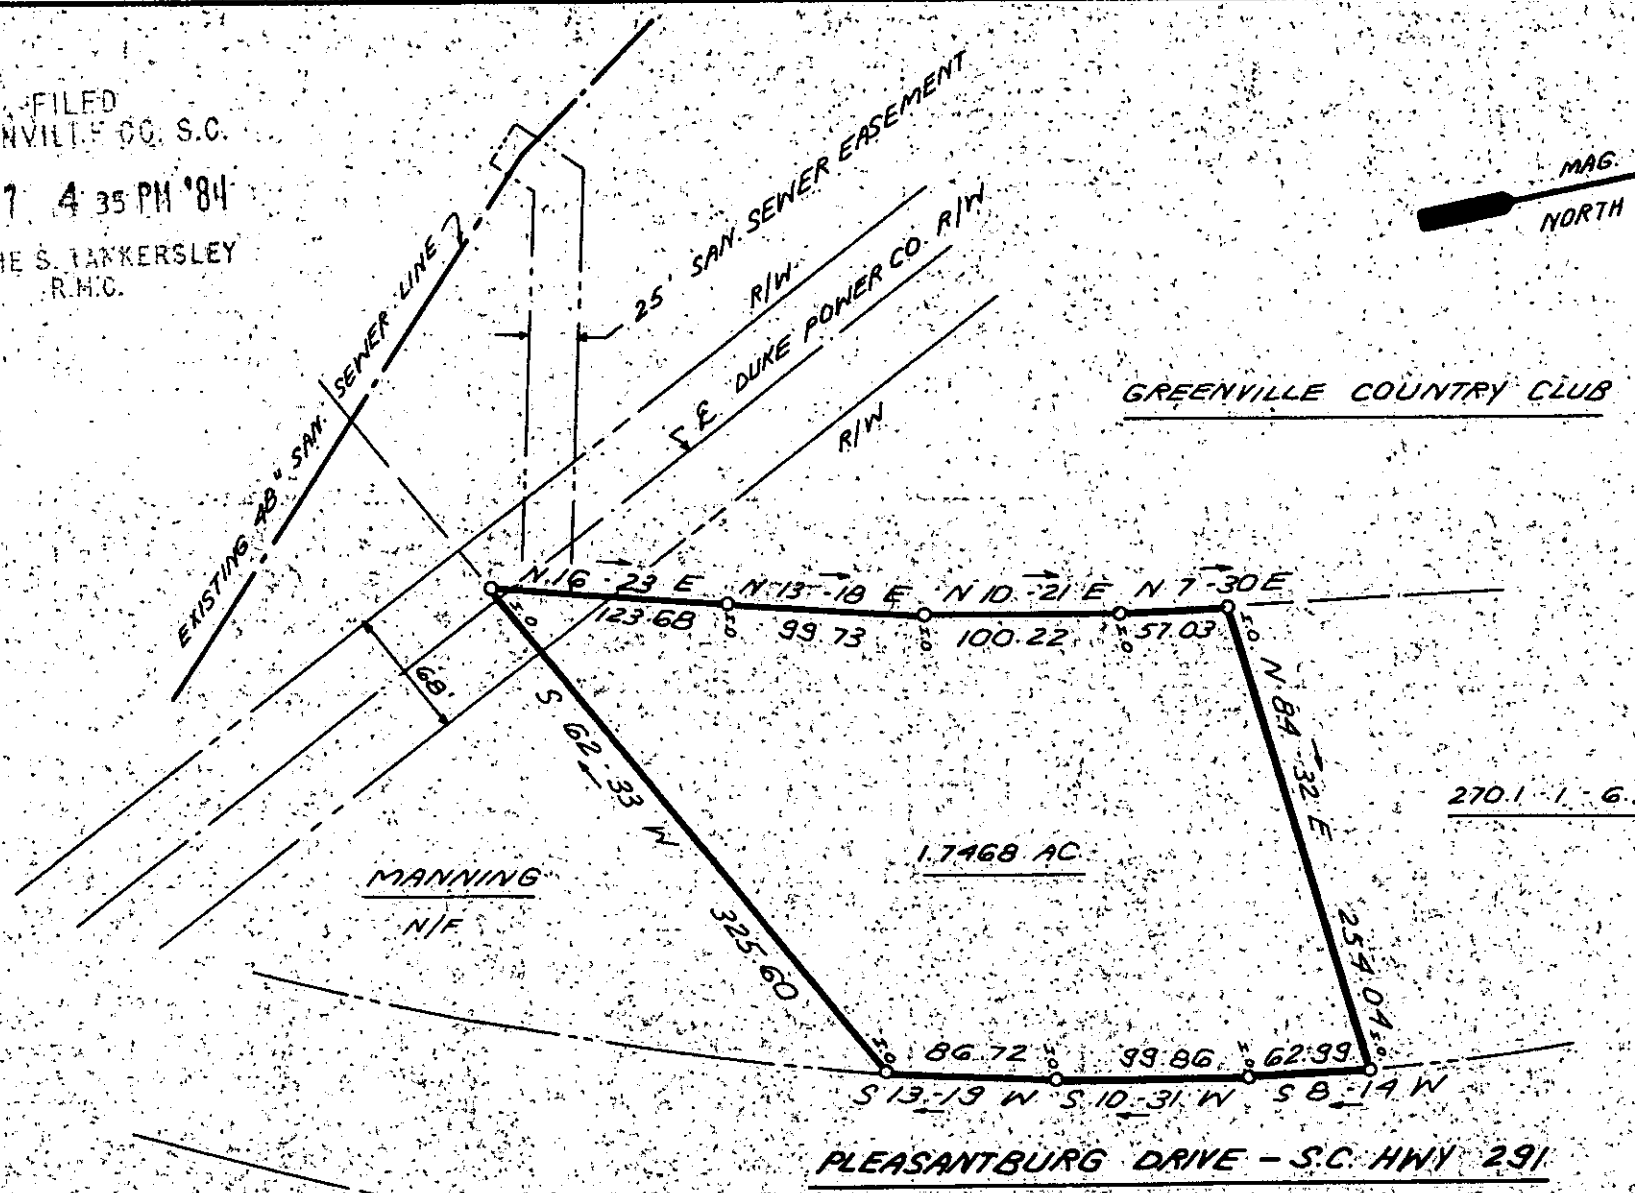 FILED
NVILLE CO. S.C.
7 4 35 PM '84
IE S. TANKERSLEY
R.M.C.
MAG.
NORTH
EXISTING 48" SAN. SEWER LINE
25' SAN. SEWER EASEMENT
R/W
℄ DUKE POWER CO. R/W
R/W
GREENVILLE COUNTRY CLUB
N 16-23 E
123.68
N 13-18 E
99.73
N 10-21 E
100.22
N 7-30 E
57.03
68'
S 62-33 W
325.60
N 84-32 E
254.04
270.1-1-6.
1.7468 AC.
MANNING
N/F
86.72
99.86
62.99
S 13-19 W
S 10-31 W
S 8-14 W
PLEASANTBURG DRIVE - S.C. HWY 291